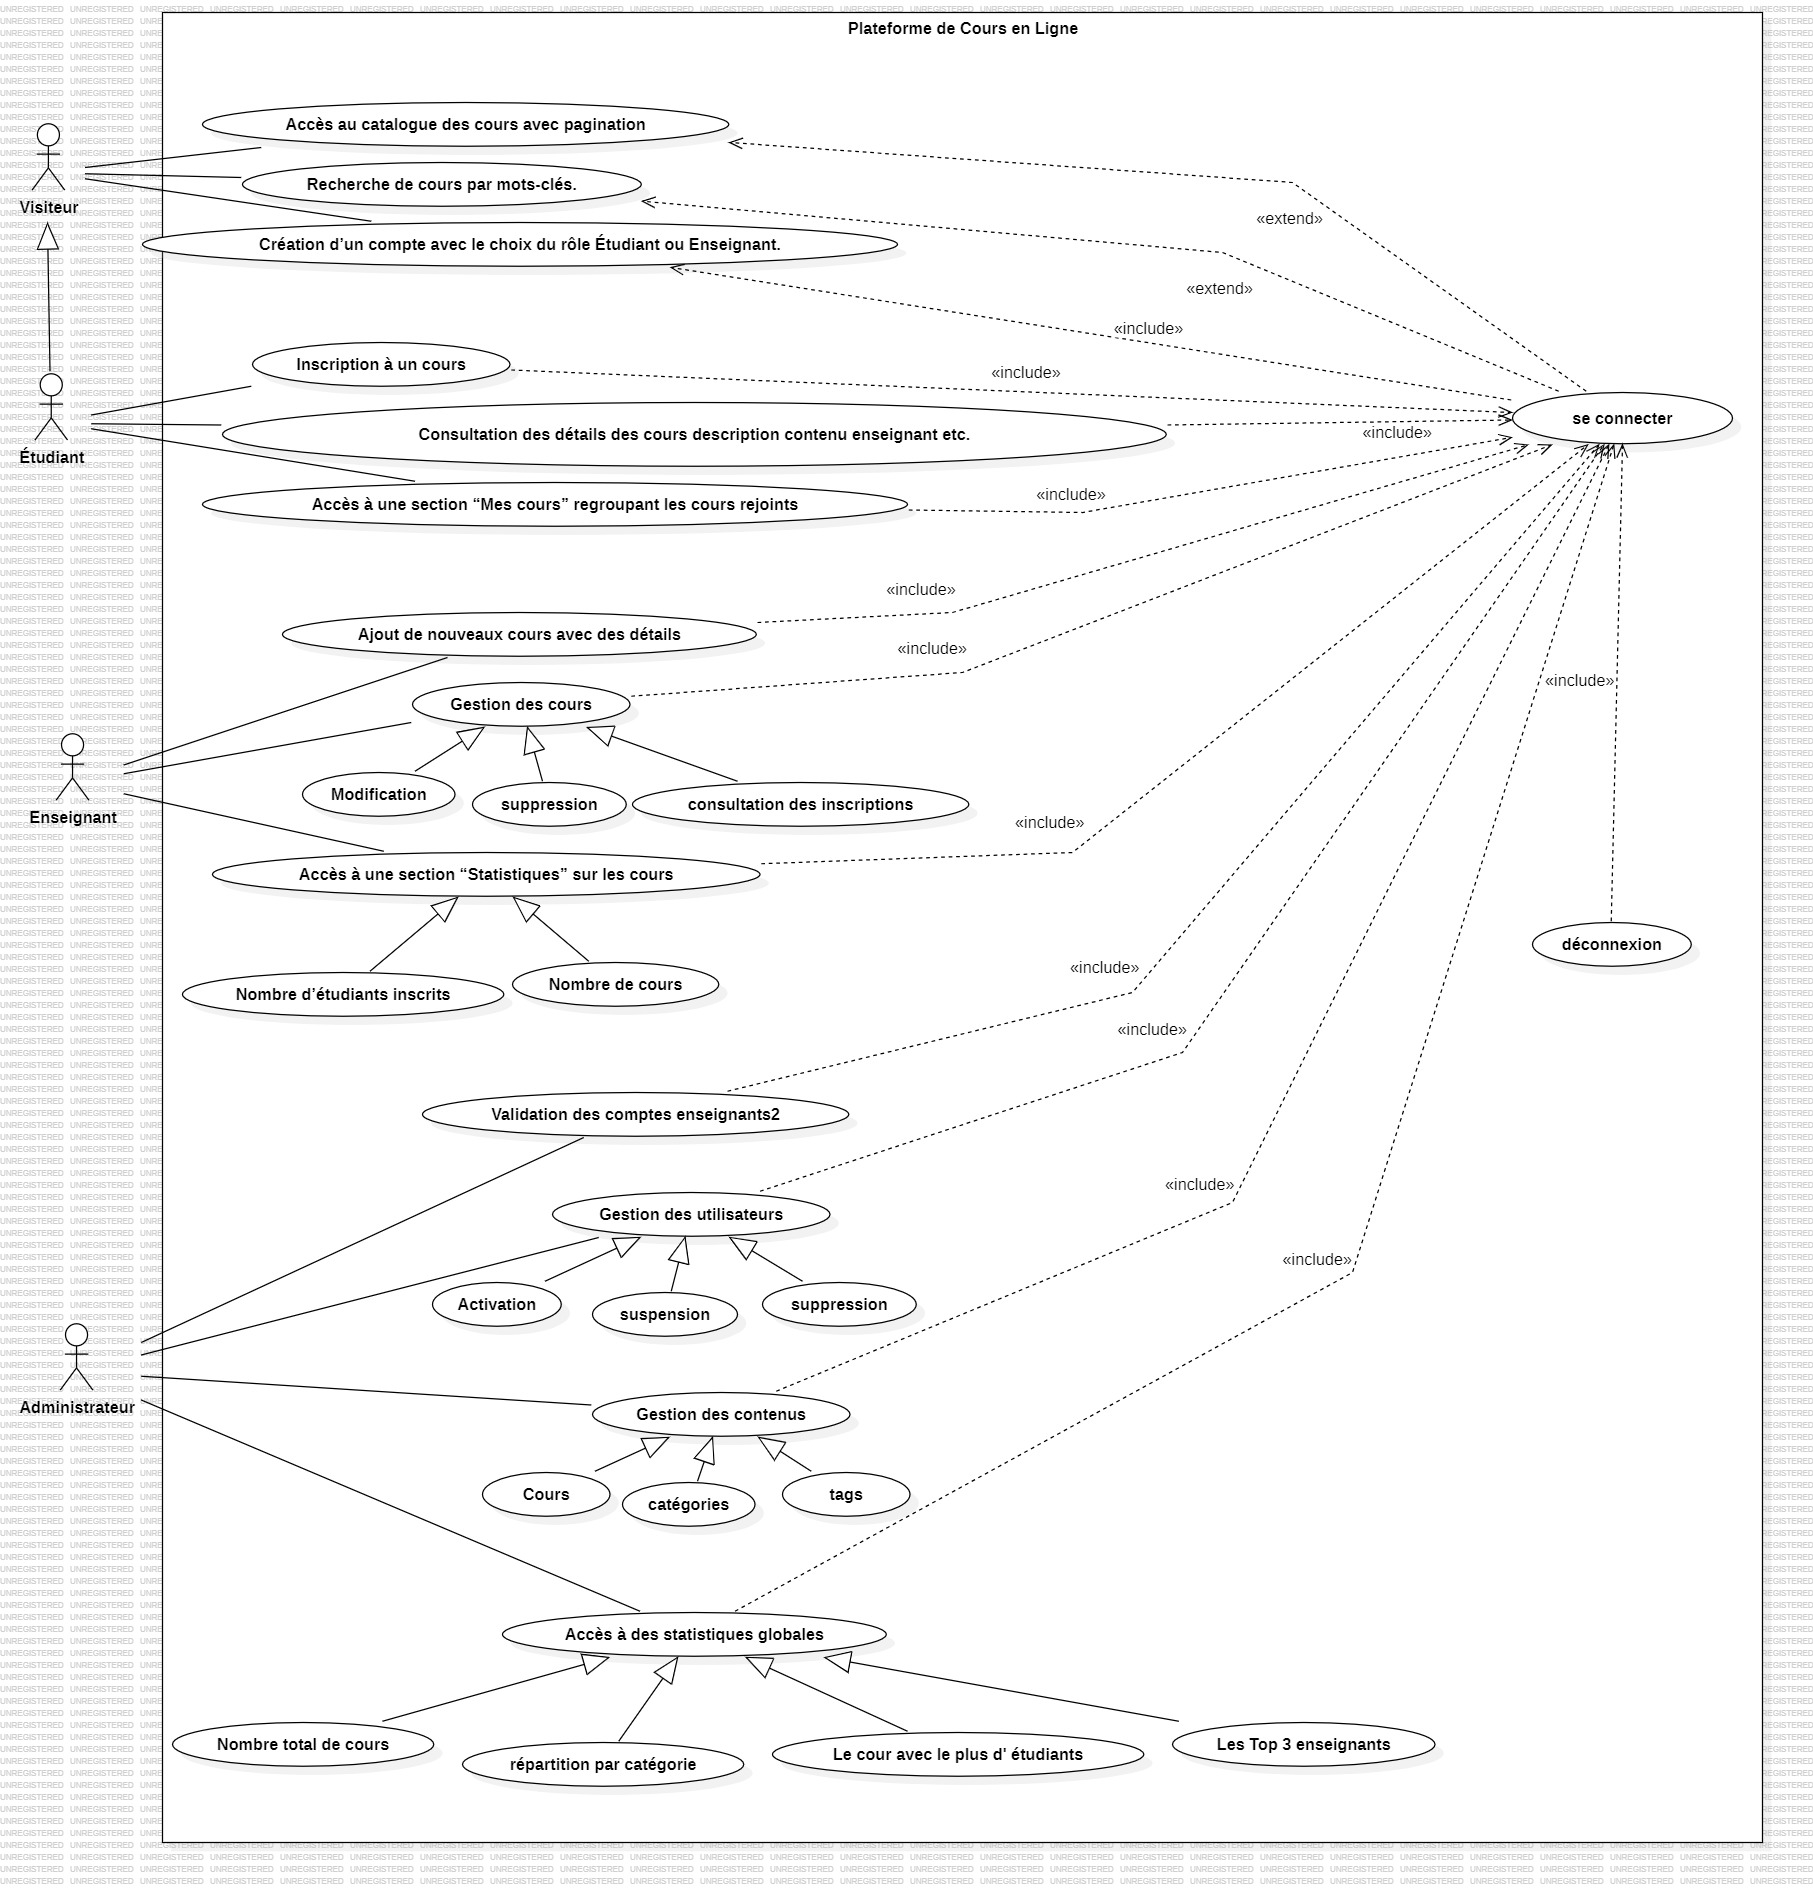 Plateforme de Cours en Ligne
Accès au catalogue des cours avec pagination
Recherche de cours par mots-clés.
Visiteur
«extend»
Création d’un compte avec le choix du rôle Étudiant ou Enseignant.
«extend»
«include»
Inscription à un cours
«include»
se connecter
Consultation des détails des cours description contenu enseignant etc.
«include»
Étudiant
«include»
Accès à une section “Mes cours” regroupant les cours rejoints
«include»
Ajout de nouveaux cours avec des détails
«include»
«include»
Gestion des cours
Modification
suppression
consultation des inscriptions
Enseignant
«include»
Accès à une section “Statistiques” sur les cours
déconnexion
«include»
Nombre d’étudiants inscrits
Nombre de cours
«include»
Validation des comptes enseignants2
«include»
Gestion des utilisateurs
«include»
Activation
suspension
suppression
Administrateur
Gestion des contenus
Cours
catégories
tags
Accès à des statistiques globales
Nombre total de cours
répartition par catégorie
Le cour avec le plus d' étudiants
Les Top 3 enseignants
UNREGISTERED